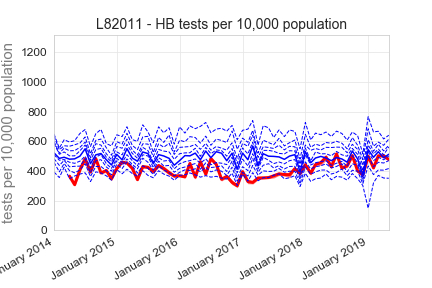 L82011 - HB tests per 10,000 population
tests per 10,000 population
1200
1000
800
600
400
200
0
nuary 2014
January 2015
January 2016
January 2017
January 2018
January 2019